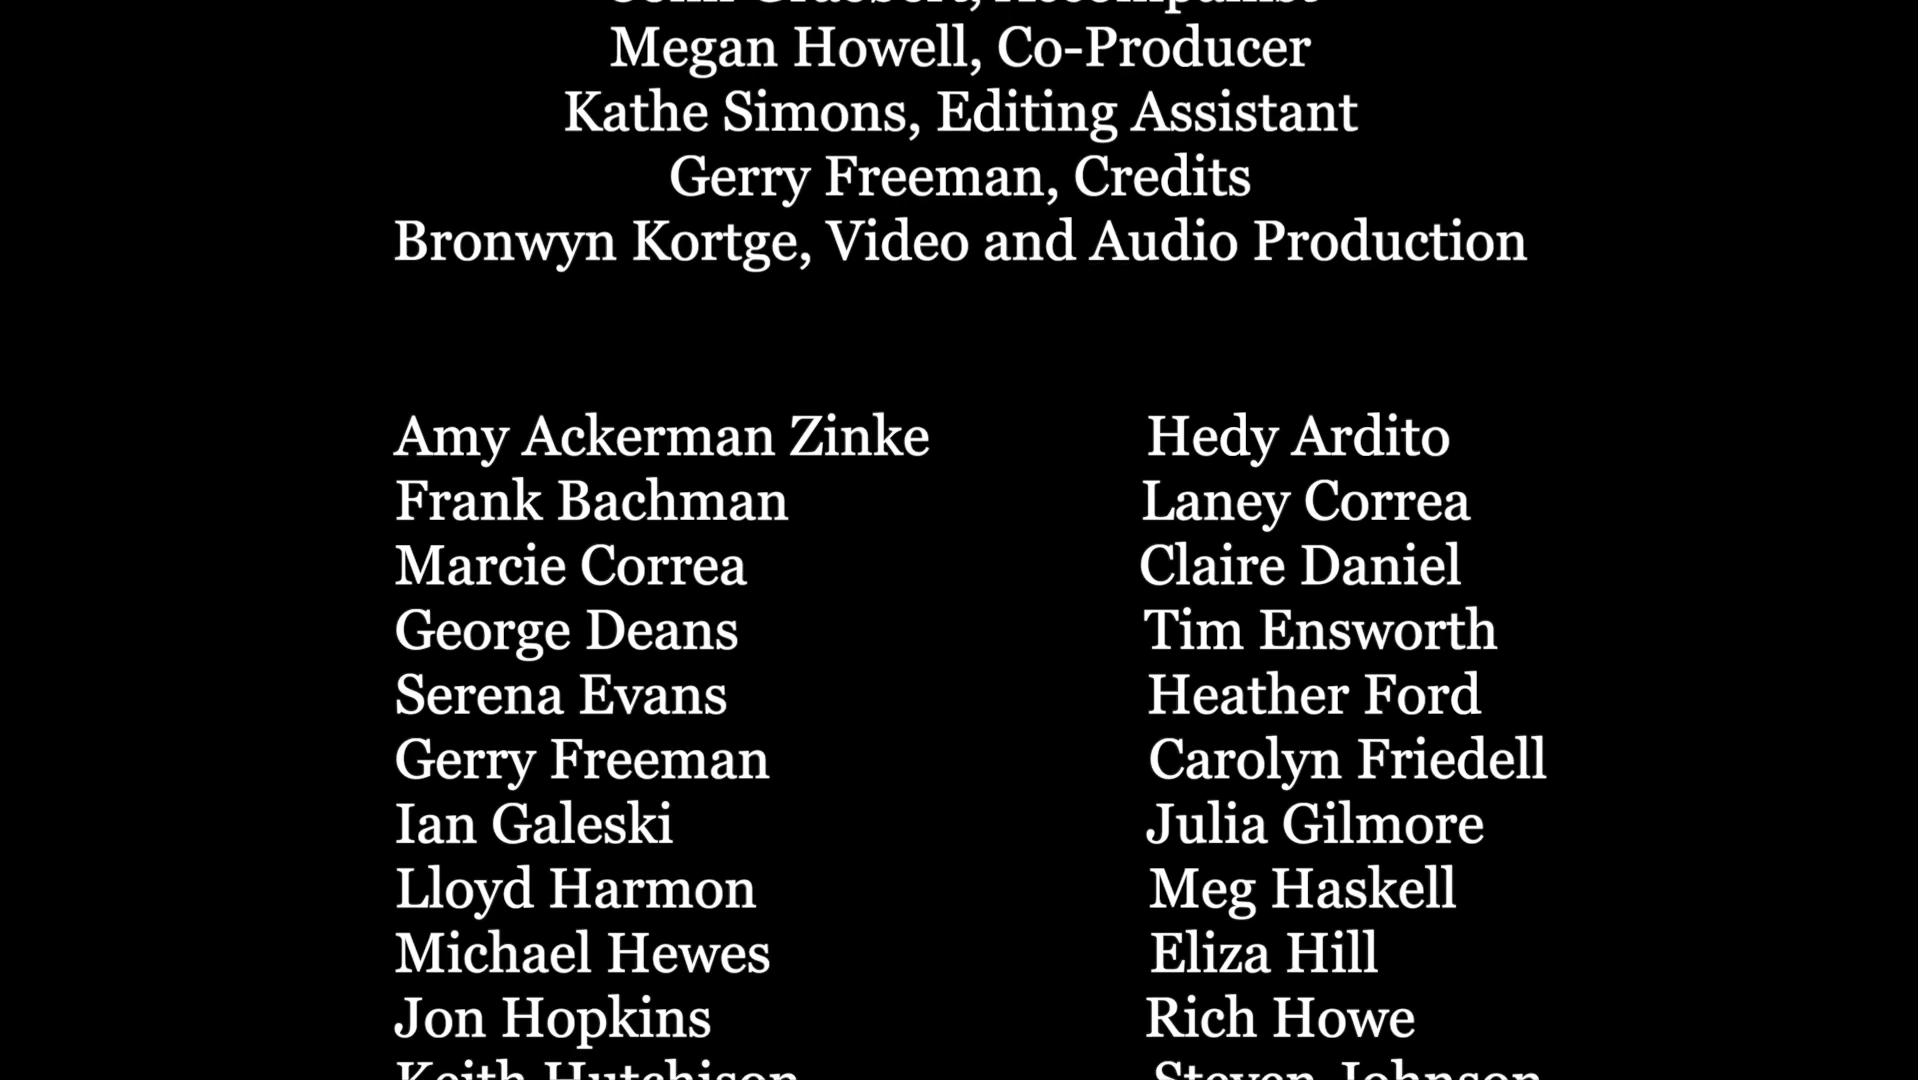 Accompanist
Megan Howell, Co-Producer
Kathe Simons, Editing Assistant
Gerry Freeman, Credits
Bronwyn Kortge, Video and Audio Production
Amy Ackerman Zinke Hedy Ardito
Frank Bachman Laney Correa
Marcie Correa Claire Daniel
George Deans Tim Ensworth
Serena Evans Heather Ford
Gerry Freeman Carolyn Friedell
Ian Galeski Julia Gilmore
Lloyd Harmon Meg Haskell
Michael Hewes Eliza Hill
Jon Hopkins Rich Howe
Keith Hutchison Steven Johnson